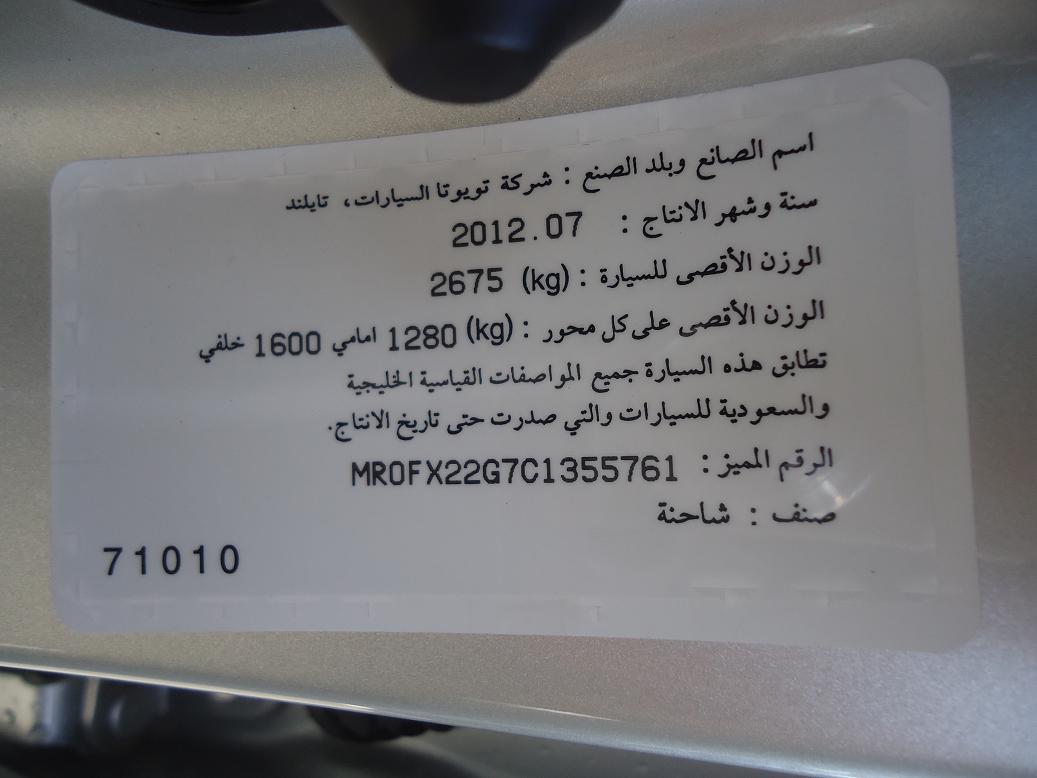 اسم الصانع وبلد الصنع : شركة تويوتا السيارات، تايلند
سنة وشهر الانتاج : 2012.07
الوزن الأقصى للسيارة : (kg) 2675
الوزن الأقصى على كل محور : (kg) 1280 امامي 1600 خلفي
تطابق هذه السيارة جميع المواصفات القياسية الخليجية
والسعودية للسيارات والتي صدرت حتى تاريخ الانتاج.
الرقم المميز : MR0FX22G7C1355761
صنف : شاحنة
71010